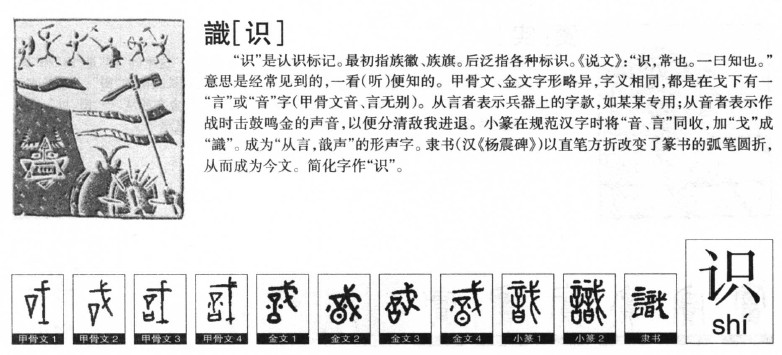 識[识]
“识”是认识标记。最初指族徽、族旗。后泛指各种标识。《说文》：“识，常也。一曰知也。”
意思是经常见到的，一看(听)便知的。甲骨文、金文字形略异，字义相同，都是在戈下有一
“言”或“音”字(甲骨文音、言无别)。从言者表示兵器上的字款，如某某专用；从音者表示作
战时击鼓鸣金的声音，以便分清敌我进退。小篆在规范汉字时将“音、言”同收，加“戈”成
“識”。成为“从言，戠声”的形声字。隶书(汉《杨震碑》)以直笔方折改变了篆书的弧笔圆折，
从而成为今文。简化字作“识”。
甲骨文1 甲骨文2 甲骨文3 甲骨文4 金文1 金文2 金文3 金文4 小篆1 小篆2 隶书
识
shí